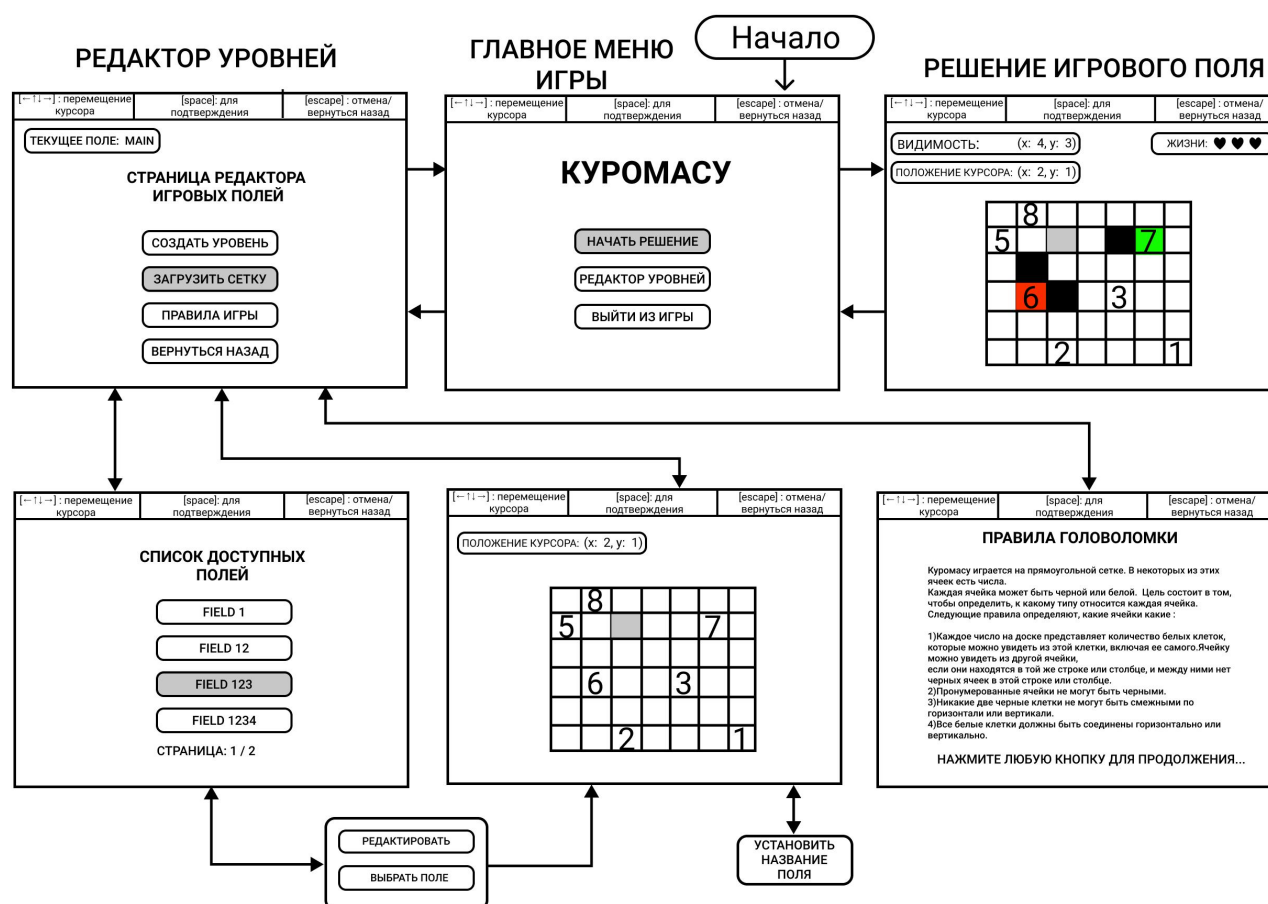 Начало
РЕДАКТОР УРОВНЕЙ
ГЛАВНОЕ МЕНЮ
ИГРЫ
РЕШЕНИЕ ИГРОВОГО ПОЛЯ
[←↑↓→] : перемещение
курсора
[space]: для
подтверждения
[escape] : отмена/
вернуться назад
ТЕКУЩЕЕ ПОЛЕ: MAIN
СТРАНИЦА РЕДАКТОРА
ИГРОВЫХ ПОЛЕЙ
СОЗДАТЬ УРОВЕНЬ
ЗАГРУЗИТЬ СЕТКУ
ПРАВИЛА ИГРЫ
ВЕРНУТЬСЯ НАЗАД
[←↑↓→] : перемещение
курсора
[space]: для
подтверждения
[escape] : отмена/
вернуться назад
КУРОМАСУ
НАЧАТЬ РЕШЕНИЕ
РЕДАКТОР УРОВНЕЙ
ВЫЙТИ ИЗ ИГРЫ
[←↑↓→] : перемещение
курсора
[space]: для
подтверждения
[escape] : отмена/
вернуться назад
ВИДИМОСТЬ: (x: 4, y: 3)
ЖИЗНИ: ♥ ♥ ♥
ПОЛОЖЕНИЕ КУРСОРА: (x: 2, y: 1)
8
5 7
6 3
2 1
[←↑↓→] : перемещение
курсора
[space]: для
подтверждения
[escape] : отмена/
вернуться назад
СПИСОК ДОСТУПНЫХ
ПОЛЕЙ
FIELD 1
FIELD 12
FIELD 123
FIELD 1234
СТРАНИЦА: 1 / 2
[←↑↓→] : перемещение
курсора
[space]: для
подтверждения
[escape] : отмена/
вернуться назад
ПОЛОЖЕНИЕ КУРСОРА: (x: 2, y: 1)
8
5 7
6 3
2 1
[←↑↓→] : перемещение
курсора
[space]: для
подтверждения
[escape] : отмена/
вернуться назад
ПРАВИЛА ГОЛОВОЛОМКИ
Куромасу играется на прямоугольной сетке. В некоторых из этих
ячеек есть числа.
Каждая ячейка может быть черной или белой. Цель состоит в том,
чтобы определить, к какому типу относится каждая ячейка.
Следующие правила определяют, какие ячейки какие :
1)Каждое число на доске представляет количество белых клеток,
которые можно увидеть из этой клетки, включая ее самого.Ячейку
можно увидеть из другой ячейки,
если они находятся в той же строке или столбце, и между ними нет
черных ячеек в этой строке или столбце.
2)Пронумерованные ячейки не могут быть черными.
3)Никакие две черные клетки не могут быть смежными по
горизонтали или вертикали.
4)Все белые клетки должны быть соединены горизонтально или
вертикально.
НАЖМИТЕ ЛЮБУЮ КНОПКУ ДЛЯ ПРОДОЛЖЕНИЯ...
РЕДАКТИРОВАТЬ
ВЫБРАТЬ ПОЛЕ
УСТАНОВИТЬ
НАЗВАНИЕ
ПОЛЯ